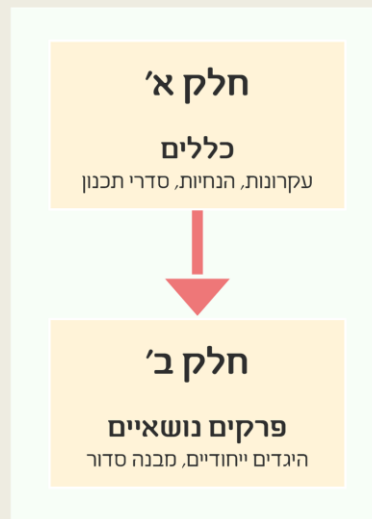 חלק א׳
כללים
עקרונות, הנחיות, סדרי תכנון
חלק ב׳
פרקים נושאיים
היגדים ייחודיים, מבנה סדור